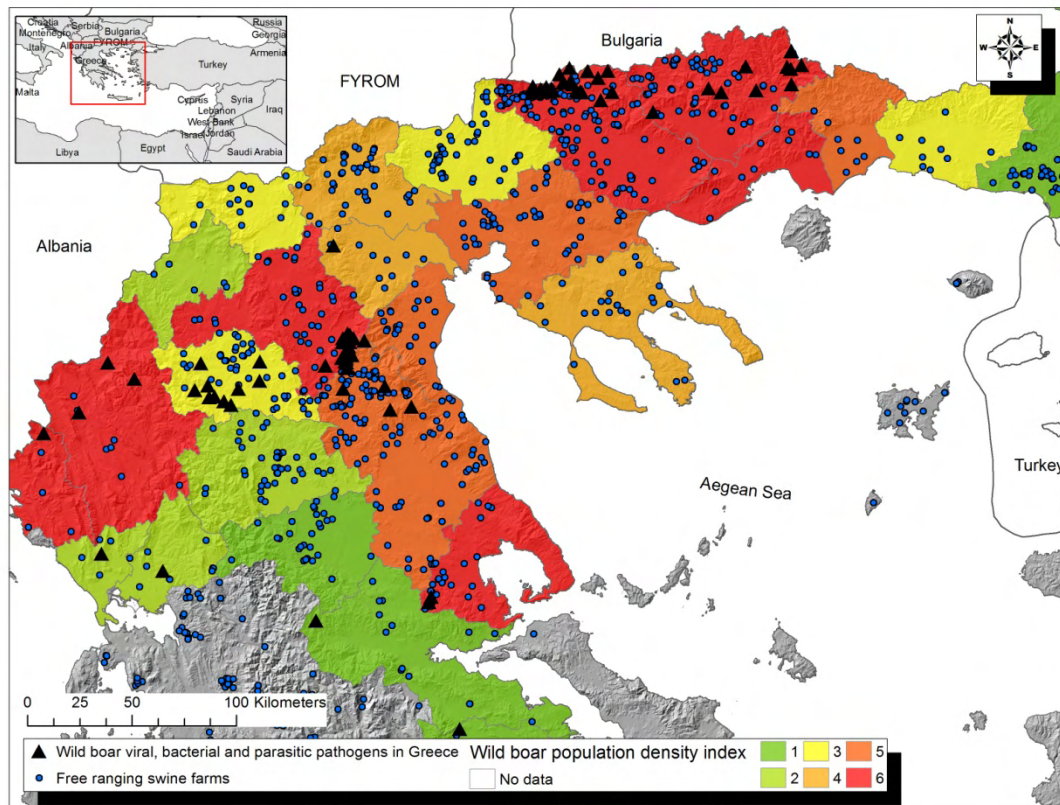 Croatia
Serbia
Montenegro
Bulgaria
Russia
Georgia
Italy
Albania
FYROM
Armenia
Greece
Turkey
Malta
Cyprus
Syria
Lebanon
Iraq
West Bank
Israel
Jordan
Libya
Egypt
Saudi Arabia
N
W E
S
Bulgaria
FYROM
Albania
Turkey
Aegean Sea
0 25 50 100 Kilometers
Wild boar viral, bacterial and parasitic pathogens in Greece
Free ranging swine farms
Wild boar population density index
No data
1 3 5
2 4 6